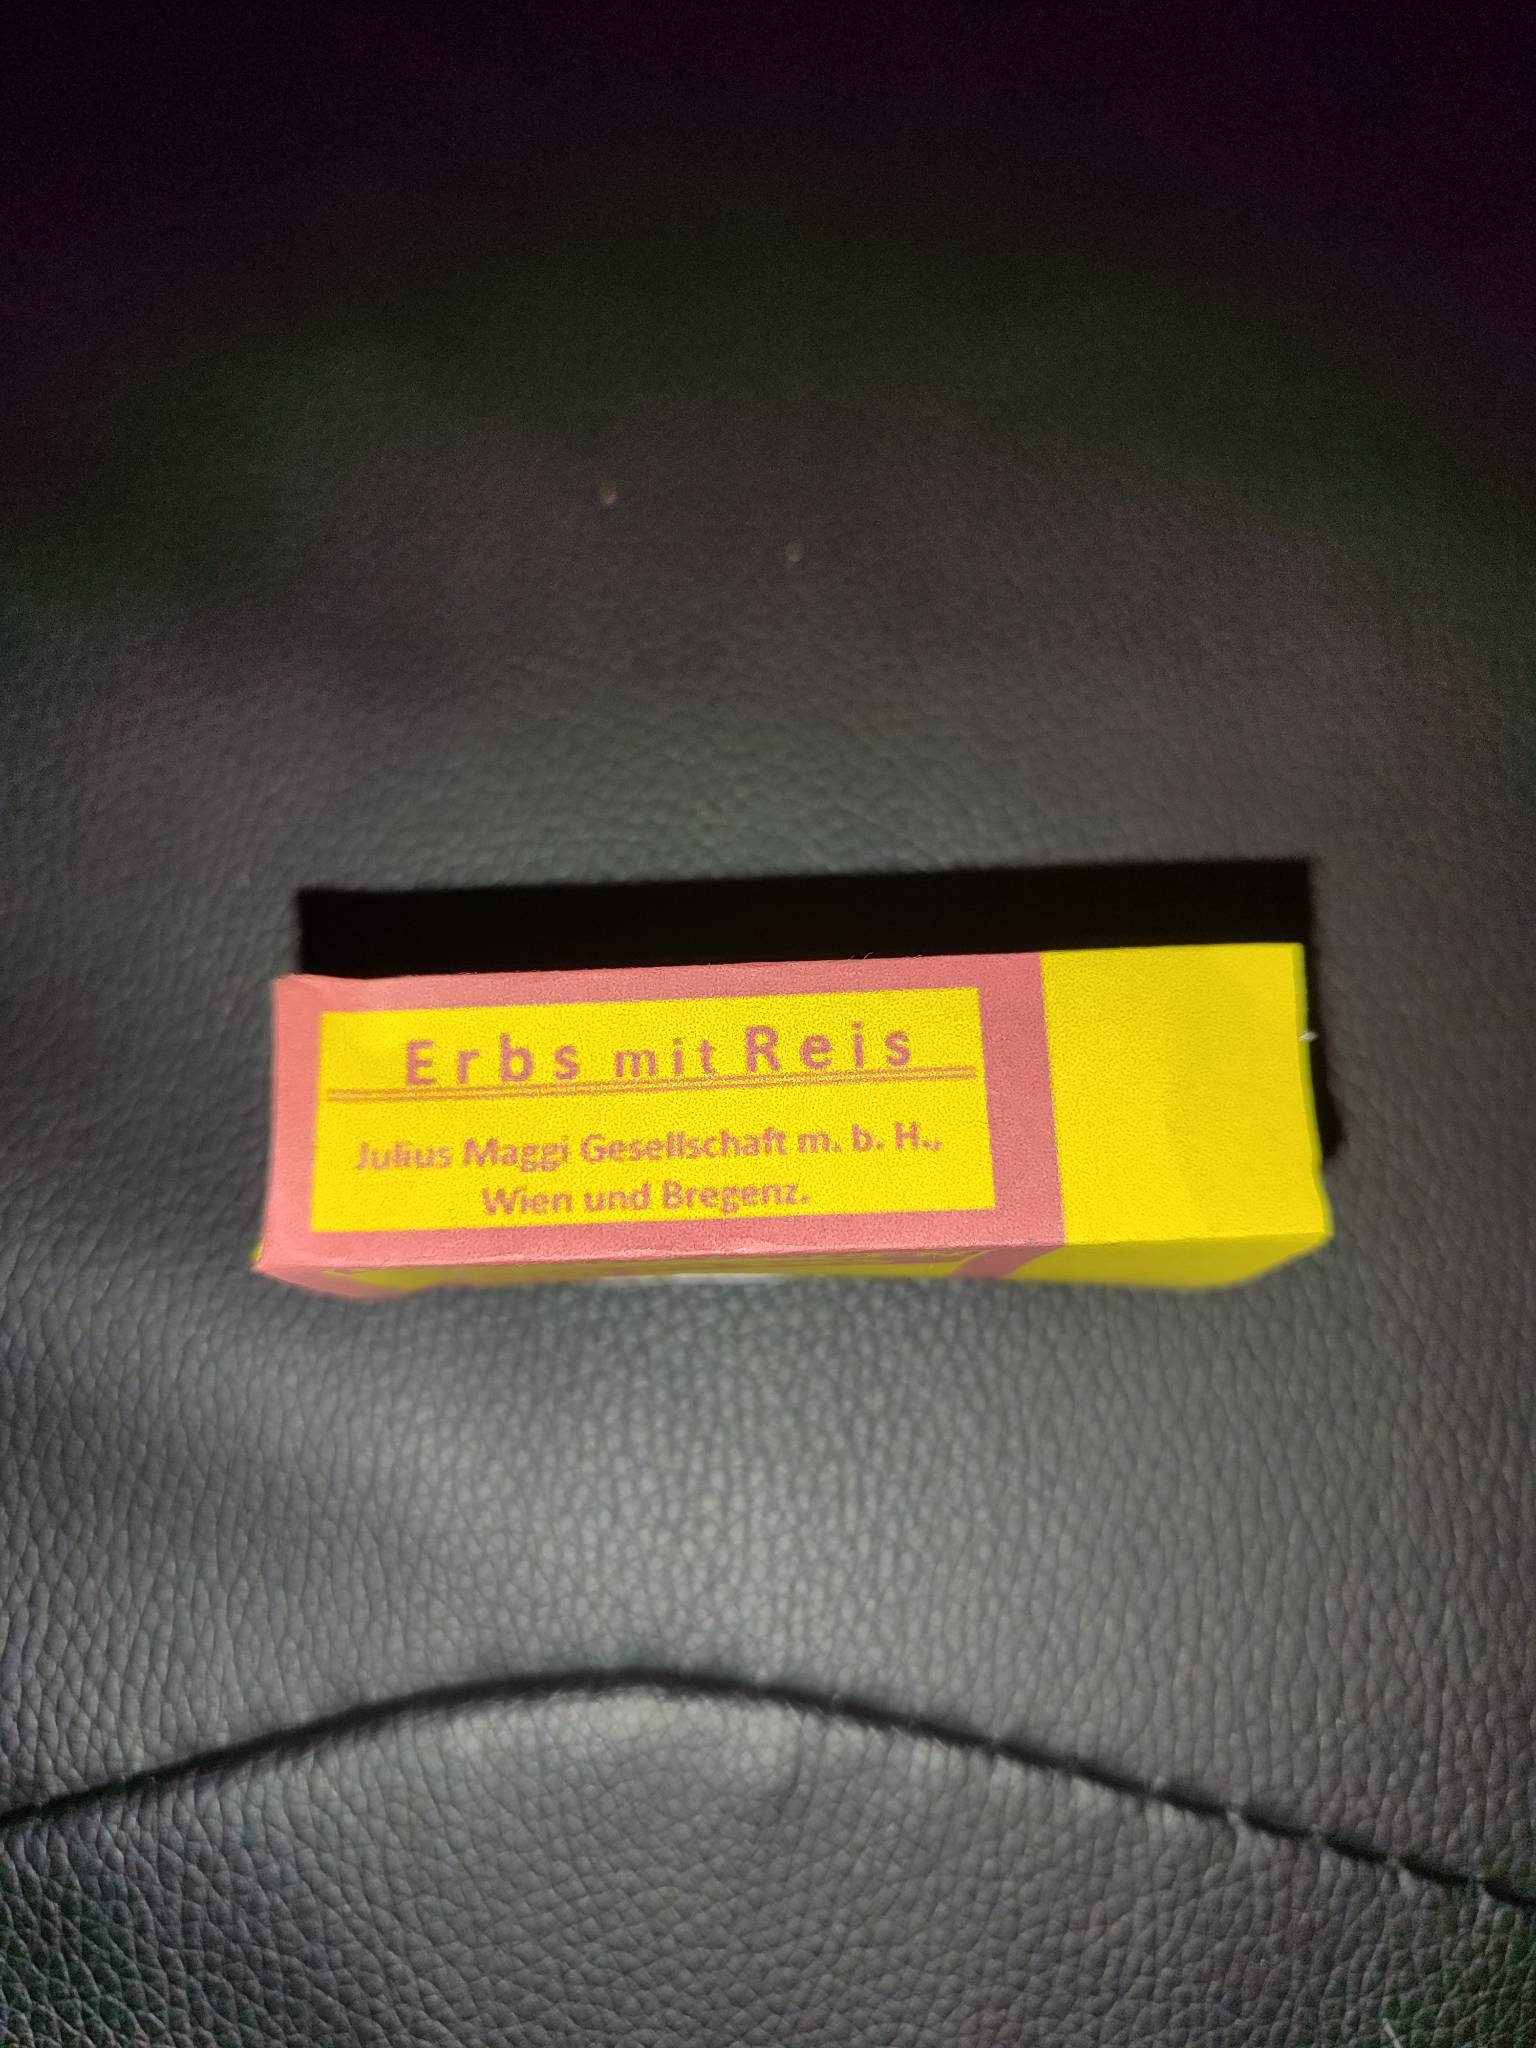 Erbs mit Reis
Julius Maggi Gesellschaft m. b. H.,
Wien und Bregenz.